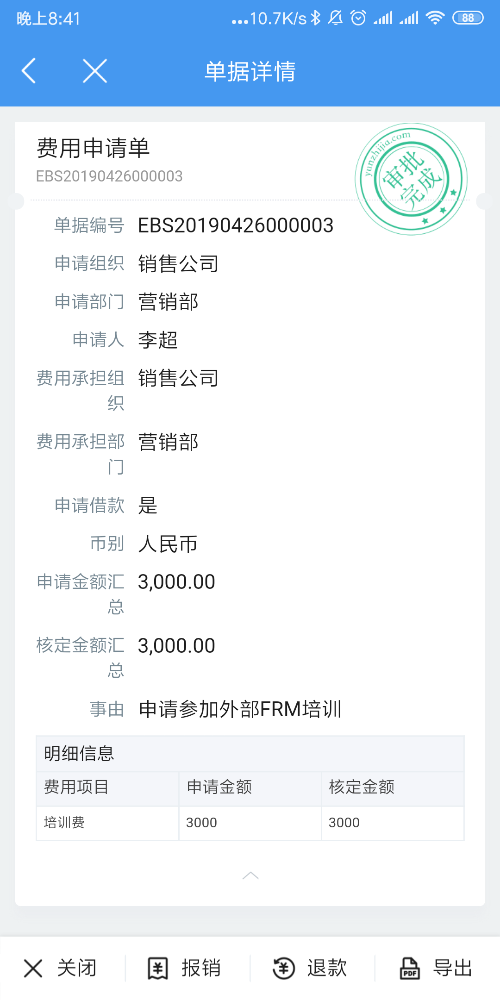 晚上8:41
...10.7K/s
88
单据详情
费用申请单
EBS20190426000003
yunzhijia.com
审批
完成
单据编号 EBS20190426000003
申请组织 销售公司
申请部门 营销部
申请人 李超
费用承担组 销售公司
织
费用承担部 营销部
门
申请借款 是
币别 人民币
申请金额汇 3,000.00
总
核定金额汇 3,000.00
总
事由 申请参加外部FRM培训
明细信息
费用项目 申请金额 核定金额
培训费 3000 3000
关闭 报销 退款 PDF 导出